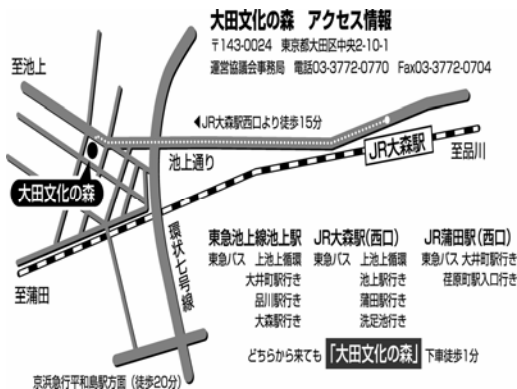 大田文化の森 アクセス情報
〒143-0024 東京都大田区中央2-10-1
運営協議会事務局 電話03-3772-0770 Fax03-3772-0704
至池上
◀JR大森駅西口より徒歩15分
池上通り
JR大森駅
至品川
大田文化の森
環状七号線
至蒲田
東急池上線池上駅
東急バス 上池上循環
大井町駅行き
品川駅行き
大森駅行き
JR大森駅(西口)
東急バス 上池上循環
池上駅行き
蒲田駅行き
洗足池行き
JR蒲田駅(西口)
東急バス 大井町駅行き
荏原町駅入口行き
どちらから来ても「大田文化の森」下車徒歩1分
京浜急行平和島駅方面(徒歩20分)